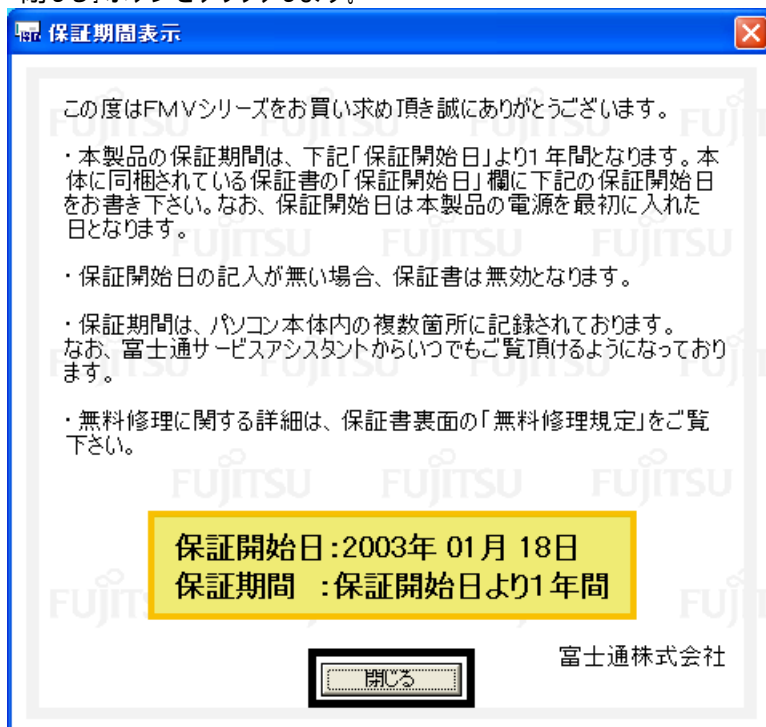 保証期間表示
この度はFMVシリーズをお買い求め頂き誠にありがとうございます。
・本製品の保証期間は、下記「保証開始日」より1年間となります。本
体に同梱されている保証書の「保証開始日」欄に下記の保証開始日
をお書き下さい。なお、保証開始日は本製品の電源を最初に入れた
日となります。
・保証開始日の記入が無い場合、保証書は無効となります。
・保証期間は、パソコン本体内の複数箇所に記録されております。
なお、富士通サービスアシスタントからいつでもご覧頂けるようになっており
ます。
・無料修理に関する詳細は、保証書裏面の「無料修理規定」をご覧
下さい。
FUJITSU FUJITSU FUJITSU
保証開始日:2003年 01月 18日
保証期間 :保証開始日より1年間
富士通株式会社
閉じる